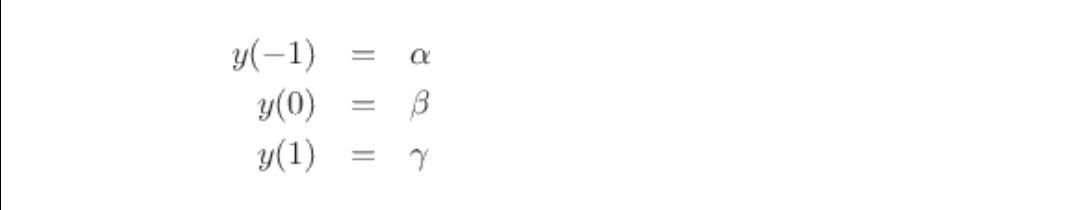 y(−1) = α
y(0) = β
y(1) = γ